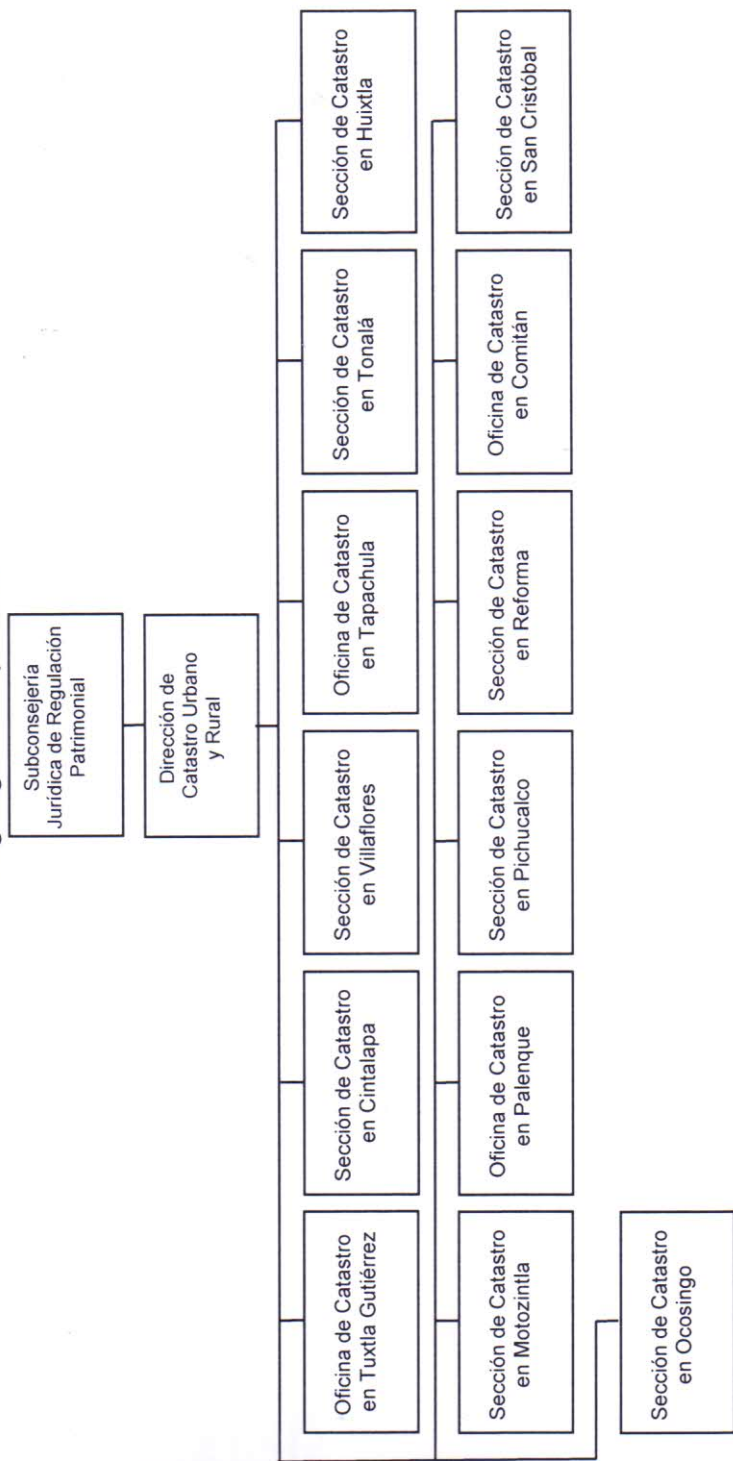 Subconsejería
Jurídica de Regulación
Patrimonial
Dirección de
Catastro Urbano
y Rural
Oficina de Catastro
en Tuxtla Gutiérrez
Sección de Catastro
en Cintalapa
Sección de Catastro
en Villaflores
Oficina de Catastro
en Tapachula
Sección de Catastro
en Tonalá
Sección de Catastro
en Huixtla
Sección de Catastro
en Motozintla
Oficina de Catastro
en Palenque
Sección de Catastro
en Pichucalco
Sección de Catastro
en Reforma
Oficina de Catastro
en Comitán
Sección de Catastro
en San Cristóbal
Sección de Catastro
en Ocosingo